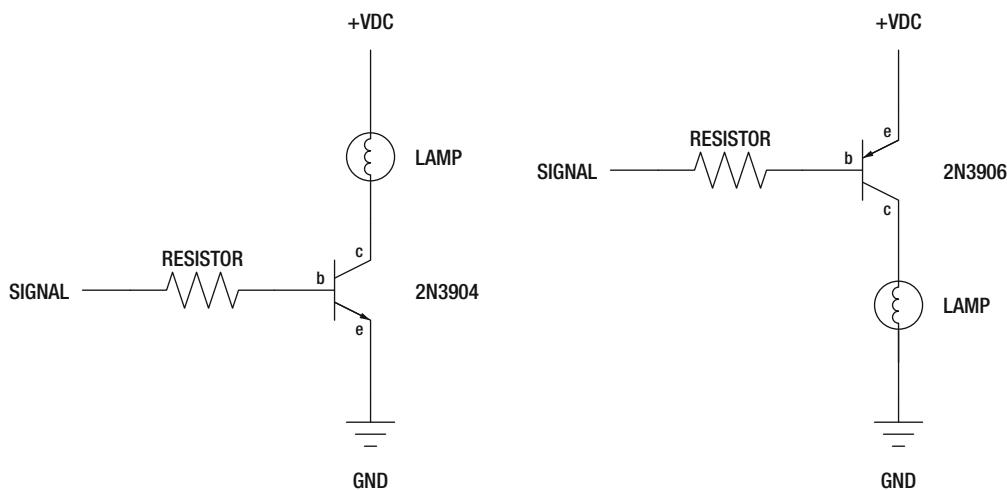 +VDC
LAMP
RESISTOR
SIGNAL
b
c
e
2N3904
GND
+VDC
RESISTOR
SIGNAL
b
e
c
2N3906
LAMP
GND